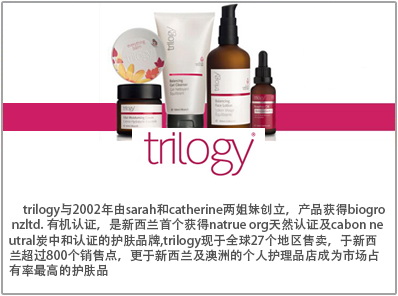 trilogy
trilogy
trilogy与2002年由sarah和catherine两姐妹创立，产品获得biogro
nzltd. 有机认证，是新西兰首个获得natrue org天然认证及cabon ne
utral炭中和认证的护肤品牌,trilogy现于全球27个地区售卖，于新西
兰超过800个销售点，更于新西兰及澳洲的个人护理品店成为市场占
有率最高的护肤品